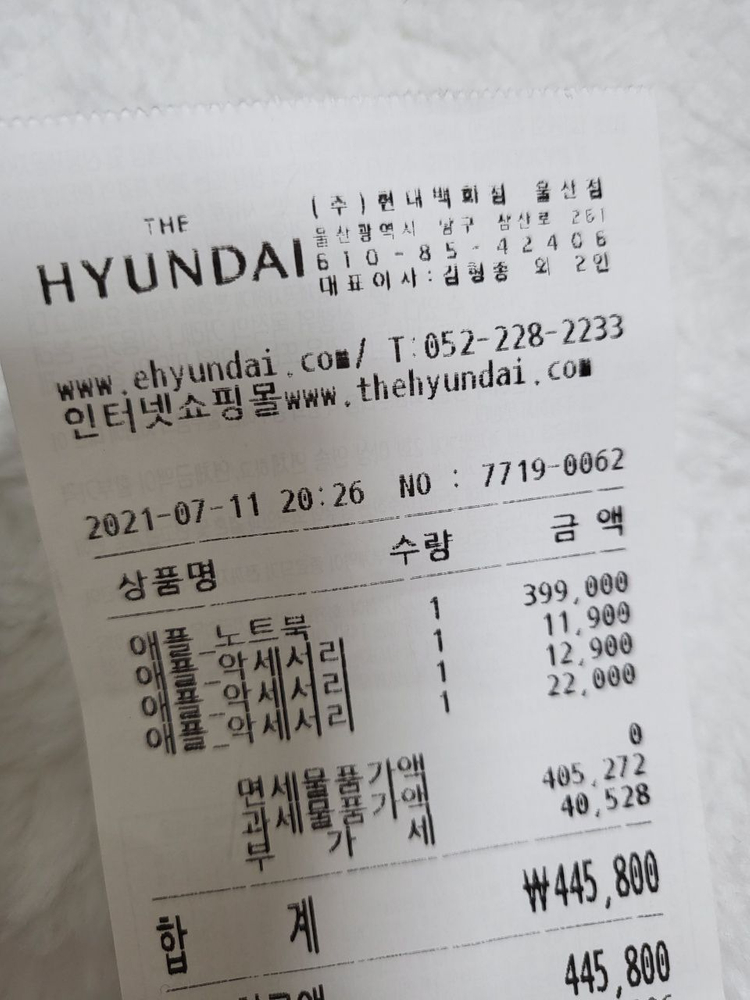 THE
HYUNDAI
(주)현대백화점 울산점
울산광역시 남구 삼산로 261
610-85-42406
대표이사:김형종 외 2인
www.ehyundai.com/ T:052-228-2233
인터넷쇼핑몰www.thehyundai.com
2021-07-11 20:26 NO : 7719-0062
상품명 수량 금 액
애플_노트북 1 399,000
애플_악세서리 1 11,900
애플_악세서리 1 12,900
애플_악세서리 1 22,000
면세물품가액 0
과세물품가액 405,272
부 가 세 40,528
합 계 ₩445,800
445,800